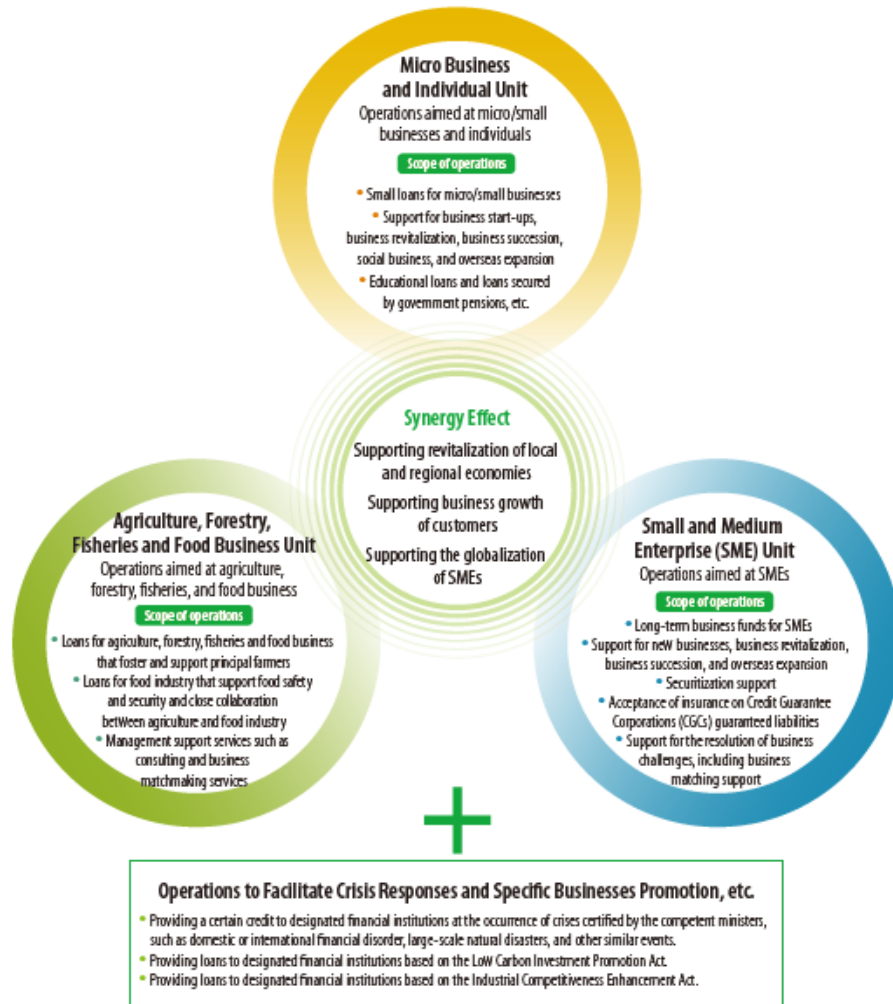 Micro Business
and Individual Unit
Operations aimed at micro/small
businesses and individuals
Scope of operations
• Small loans for micro/small businesses
• Support for business start-ups,
business revitalization, business succession,
social business, and overseas expansion
• Educational loans and loans secured
by government pensions, etc.
Synergy Effect
Supporting revitalization of local
and regional economies
Supporting business growth
of customers
Supporting the globalization
of SMEs
Agriculture, Forestry,
Fisheries and Food Business Unit
Operations aimed at agriculture,
forestry, fisheries, and food business
Scope of operations
• Loans for agriculture, forestry, fisheries and food business
that foster and support principal farmers
• Loans for food industry that support food safety
and security and close collaboration
between agriculture and food industry
• Management support services such as
consulting and business
matchmaking services
Small and Medium
Enterprise (SME) Unit
Operations aimed at SMEs
Scope of operations
• Long-term business funds for SMEs
• Support for new businesses, business revitalization,
business succession, and overseas expansion
• Securitization support
• Acceptance of insurance on Credit Guarantee
Corporations (CGCs) guaranteed liabilities
• Support for the resolution of business
challenges, including business
matching support
+
Operations to Facilitate Crisis Responses and Specific Businesses Promotion, etc.
• Providing a certain credit to designated financial institutions at the occurrence of crises certified by the competent ministers,
such as domestic or international financial disorder, large-scale natural disasters, and other similar events.
• Providing loans to designated financial institutions based on the Low Carbon Investment Promotion Act.
• Providing loans to designated financial institutions based on the Industrial Competitiveness Enhancement Act.